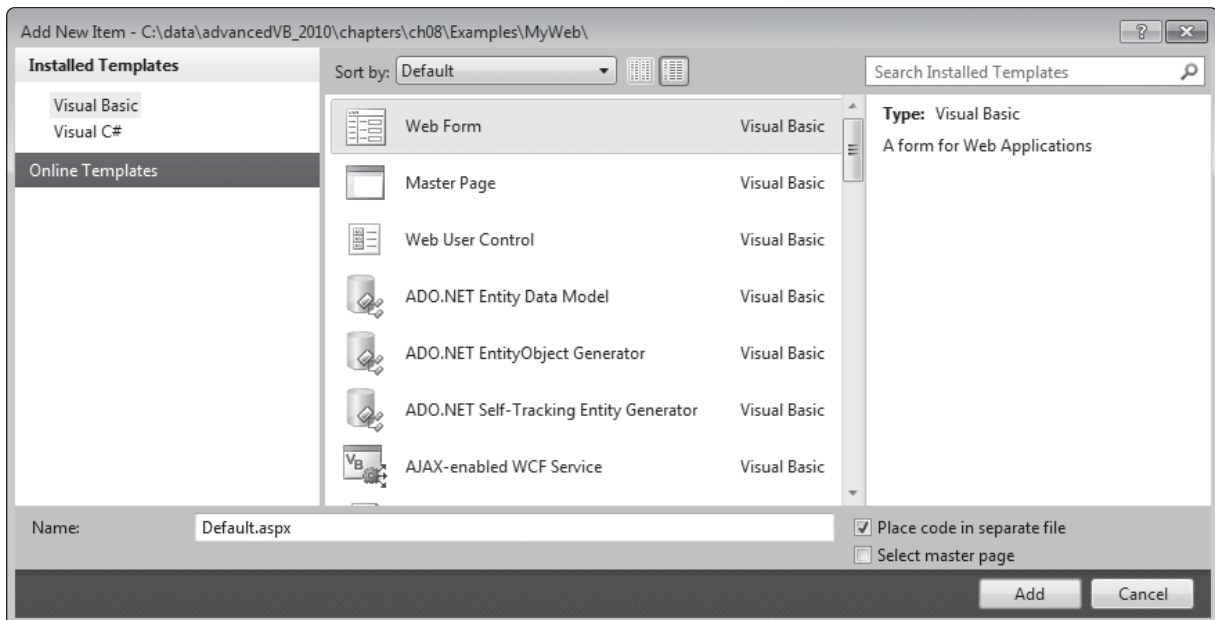 Add New Item - C:\data\advancedVB_2010\chapters\ch08\Examples\MyWeb\
Installed Templates
Visual Basic
Visual C#
Online Templates
Sort by: Default
Search Installed Templates
Web Form Visual Basic
Master Page Visual Basic
Web User Control Visual Basic
ADO.NET Entity Data Model Visual Basic
ADO.NET EntityObject Generator Visual Basic
ADO.NET Self-Tracking Entity Generator Visual Basic
AJAX-enabled WCF Service Visual Basic
Type: Visual Basic
A form for Web Applications
Name: Default.aspx
Place code in separate file
Select master page
Add Cancel